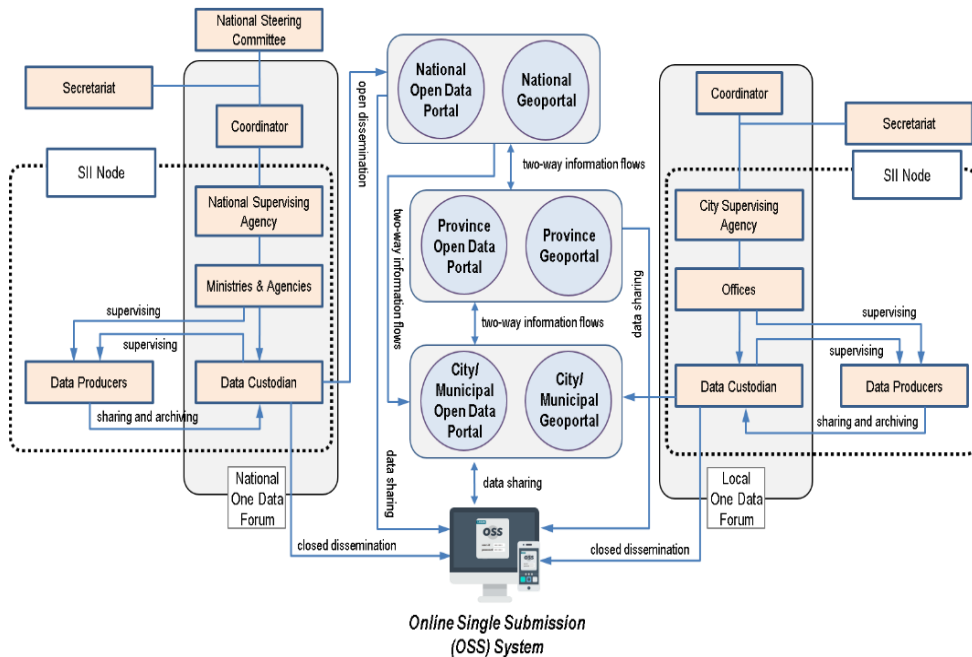 National Steering
Committee
Secretariat
Coordinator
SII Node
National Supervising
Agency
Ministries & Agencies
supervising
supervising
Data Producers
Data Custodian
sharing and archiving
National
One Data
Forum
closed dissemination
open dissemination
National
Open Data
Portal
National
Geoportal
two-way information flows
two-way information flows
Province
Open Data
Portal
Province
Geoportal
data sharing
two-way information flows
City/
Municipal
Open Data
Portal
City/
Municipal
Geoportal
data sharing
data sharing
OSS
Online Single Submission
(OSS) System
Coordinator
Secretariat
SII Node
City Supervising
Agency
Offices
supervising
Data Custodian
Data Producers
sharing and archiving
Local
One Data
Forum
closed dissemination